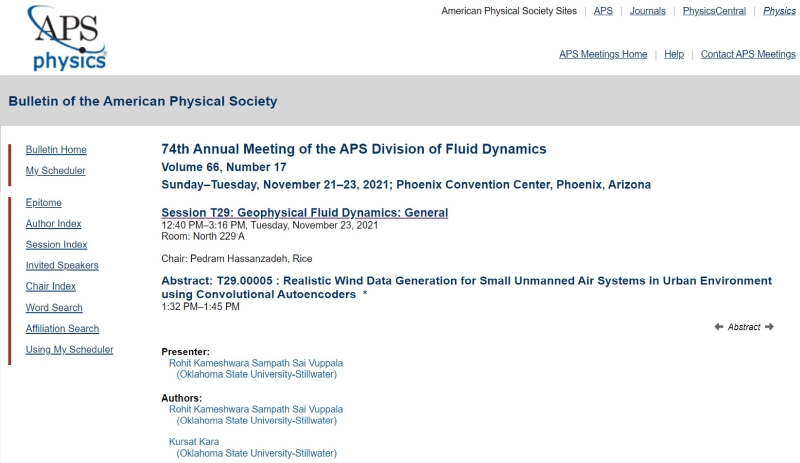 American Physical Society Sites | APS | Journals | PhysicsCentral | Physics
APS
physics
APS Meetings Home | Help | Contact APS Meetings
Bulletin of the American Physical Society
Bulletin Home
My Scheduler
Epitome
Author Index
Session Index
Invited Speakers
Chair Index
Word Search
Affiliation Search
Using My Scheduler
74th Annual Meeting of the APS Division of Fluid Dynamics
Volume 66, Number 17
Sunday–Tuesday, November 21–23, 2021; Phoenix Convention Center, Phoenix, Arizona
Session T29: Geophysical Fluid Dynamics: General
12:40 PM–3:16 PM, Tuesday, November 23, 2021
Room: North 229 A
Chair: Pedram Hassanzadeh, Rice
Abstract: T29.00005 : Realistic Wind Data Generation for Small Unmanned Air Systems in Urban Environment
using Convolutional Autoencoders *
1:32 PM–1:45 PM
Abstract
Presenter:
Rohit Kameshwara Sampath Sai Vuppala
(Oklahoma State University-Stillwater)
Authors:
Rohit Kameshwara Sampath Sai Vuppala
(Oklahoma State University-Stillwater)
Kursat Kara
(Oklahoma State University-Stillwater)